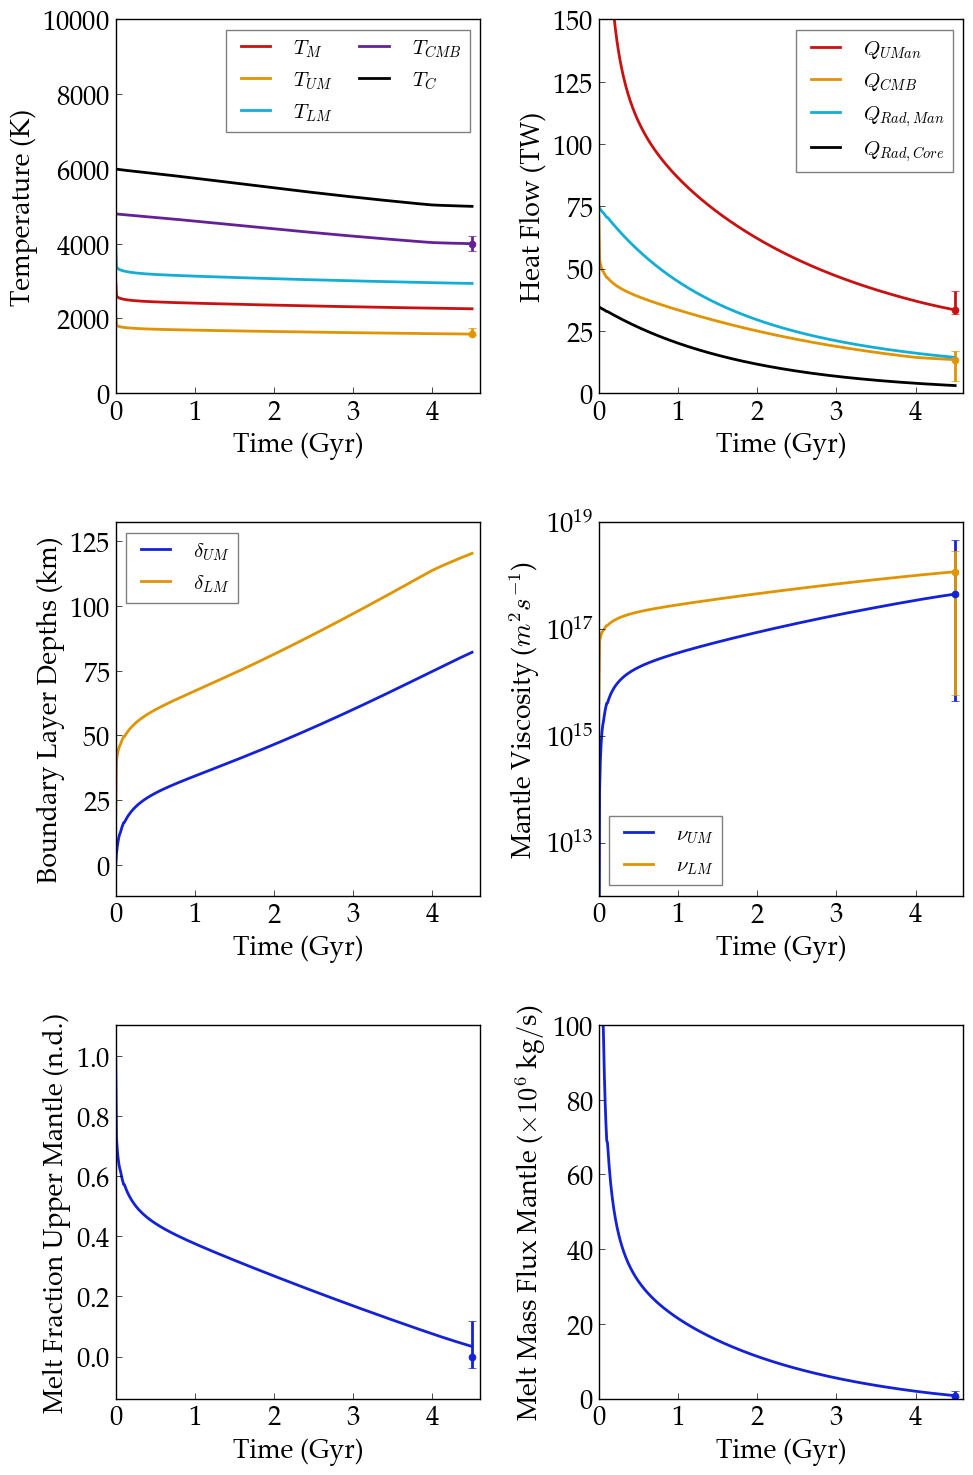 10000
8000
6000
4000
2000
0
Temperature (K)
T_M
T_UM
T_LM
T_CMB
T_C
0 1 2 3 4
Time (Gyr)
150
125
100
75
50
25
0
Heat Flow (TW)
Q_UMan
Q_CMB
Q_Rad,Man
Q_Rad,Core
0 1 2 3 4
Time (Gyr)
125
100
75
50
25
0
Boundary Layer Depths (km)
δ_UM
δ_LM
0 1 2 3 4
Time (Gyr)
10^19
10^17
10^15
10^13
Mantle Viscosity (m^2 s^−1)
ν_UM
ν_LM
0 1 2 3 4
Time (Gyr)
1.0
0.8
0.6
0.4
0.2
0.0
Melt Fraction Upper Mantle (n.d.)
0 1 2 3 4
Time (Gyr)
100
80
60
40
20
0
Melt Mass Flux Mantle (×10^6 kg/s)
0 1 2 3 4
Time (Gyr)